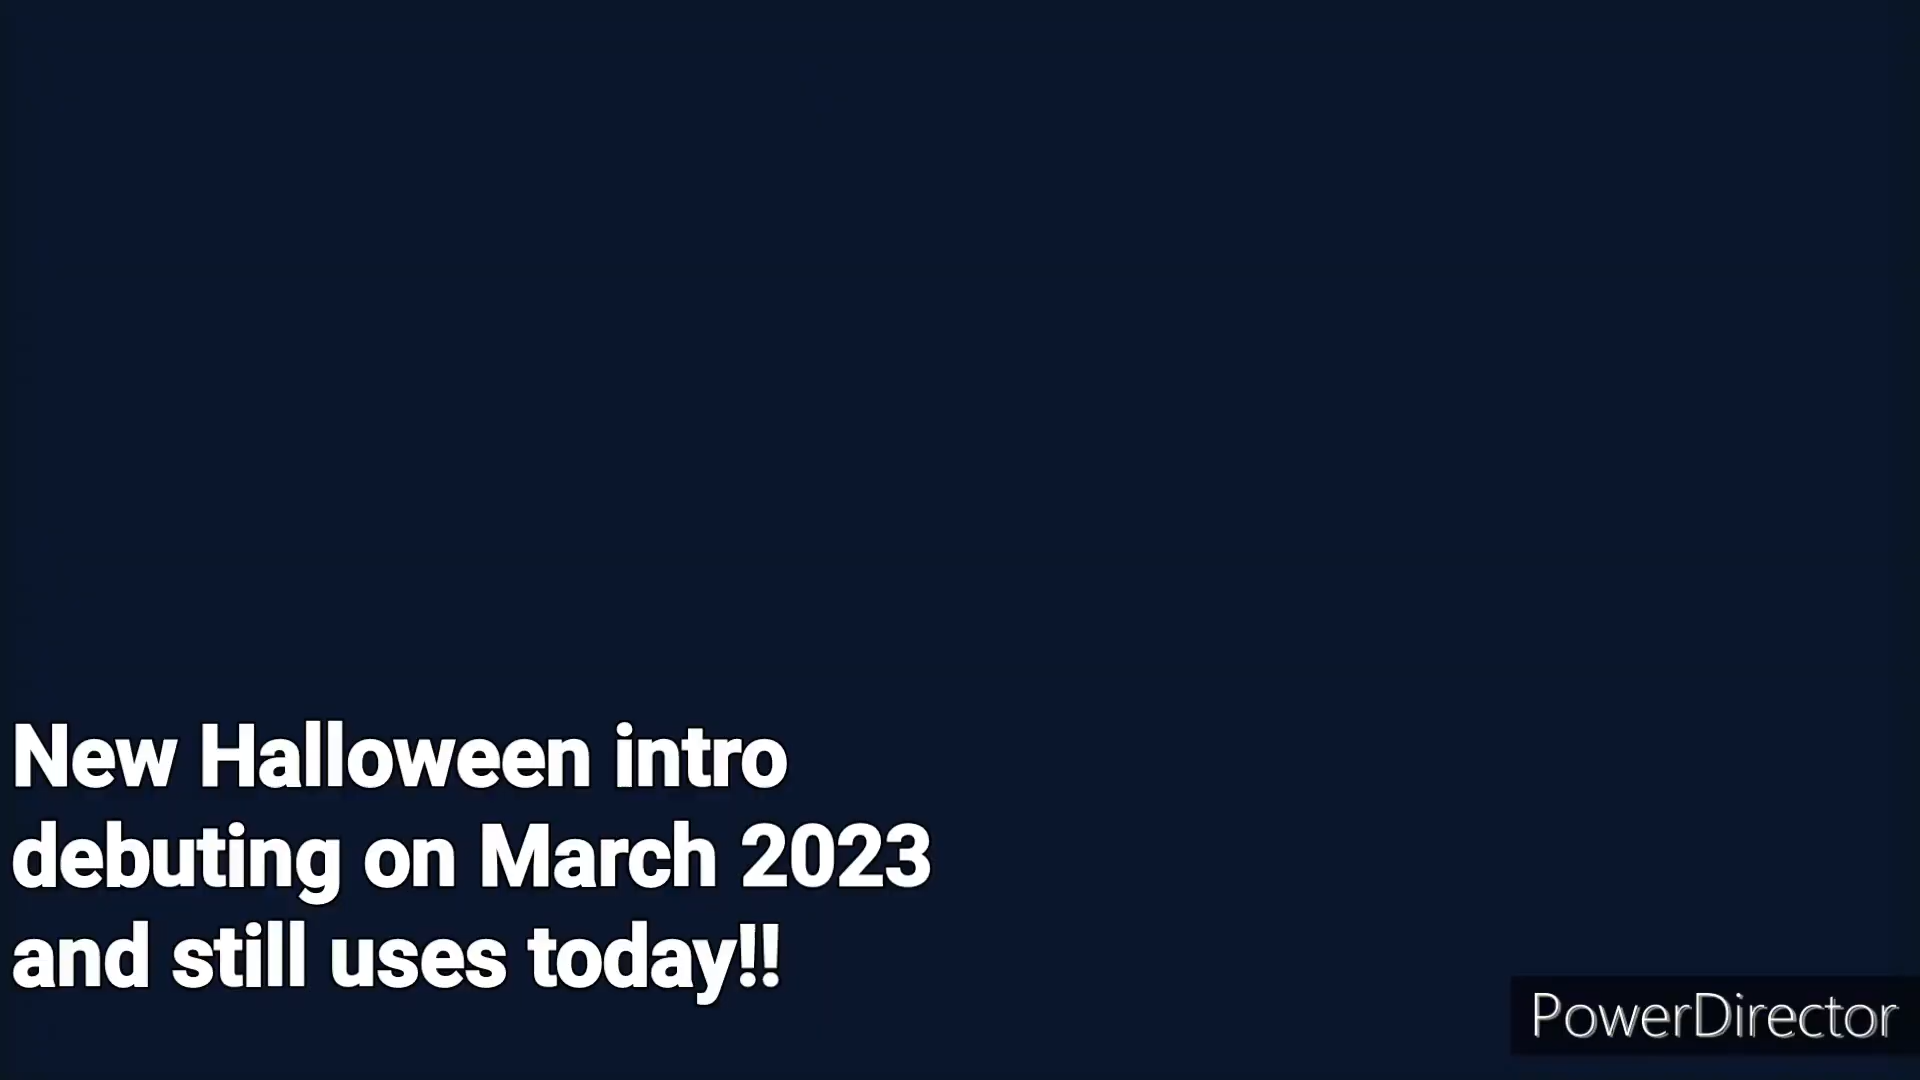 New Halloween intro
debuting on March 2023
and still uses today!!
PowerDirector